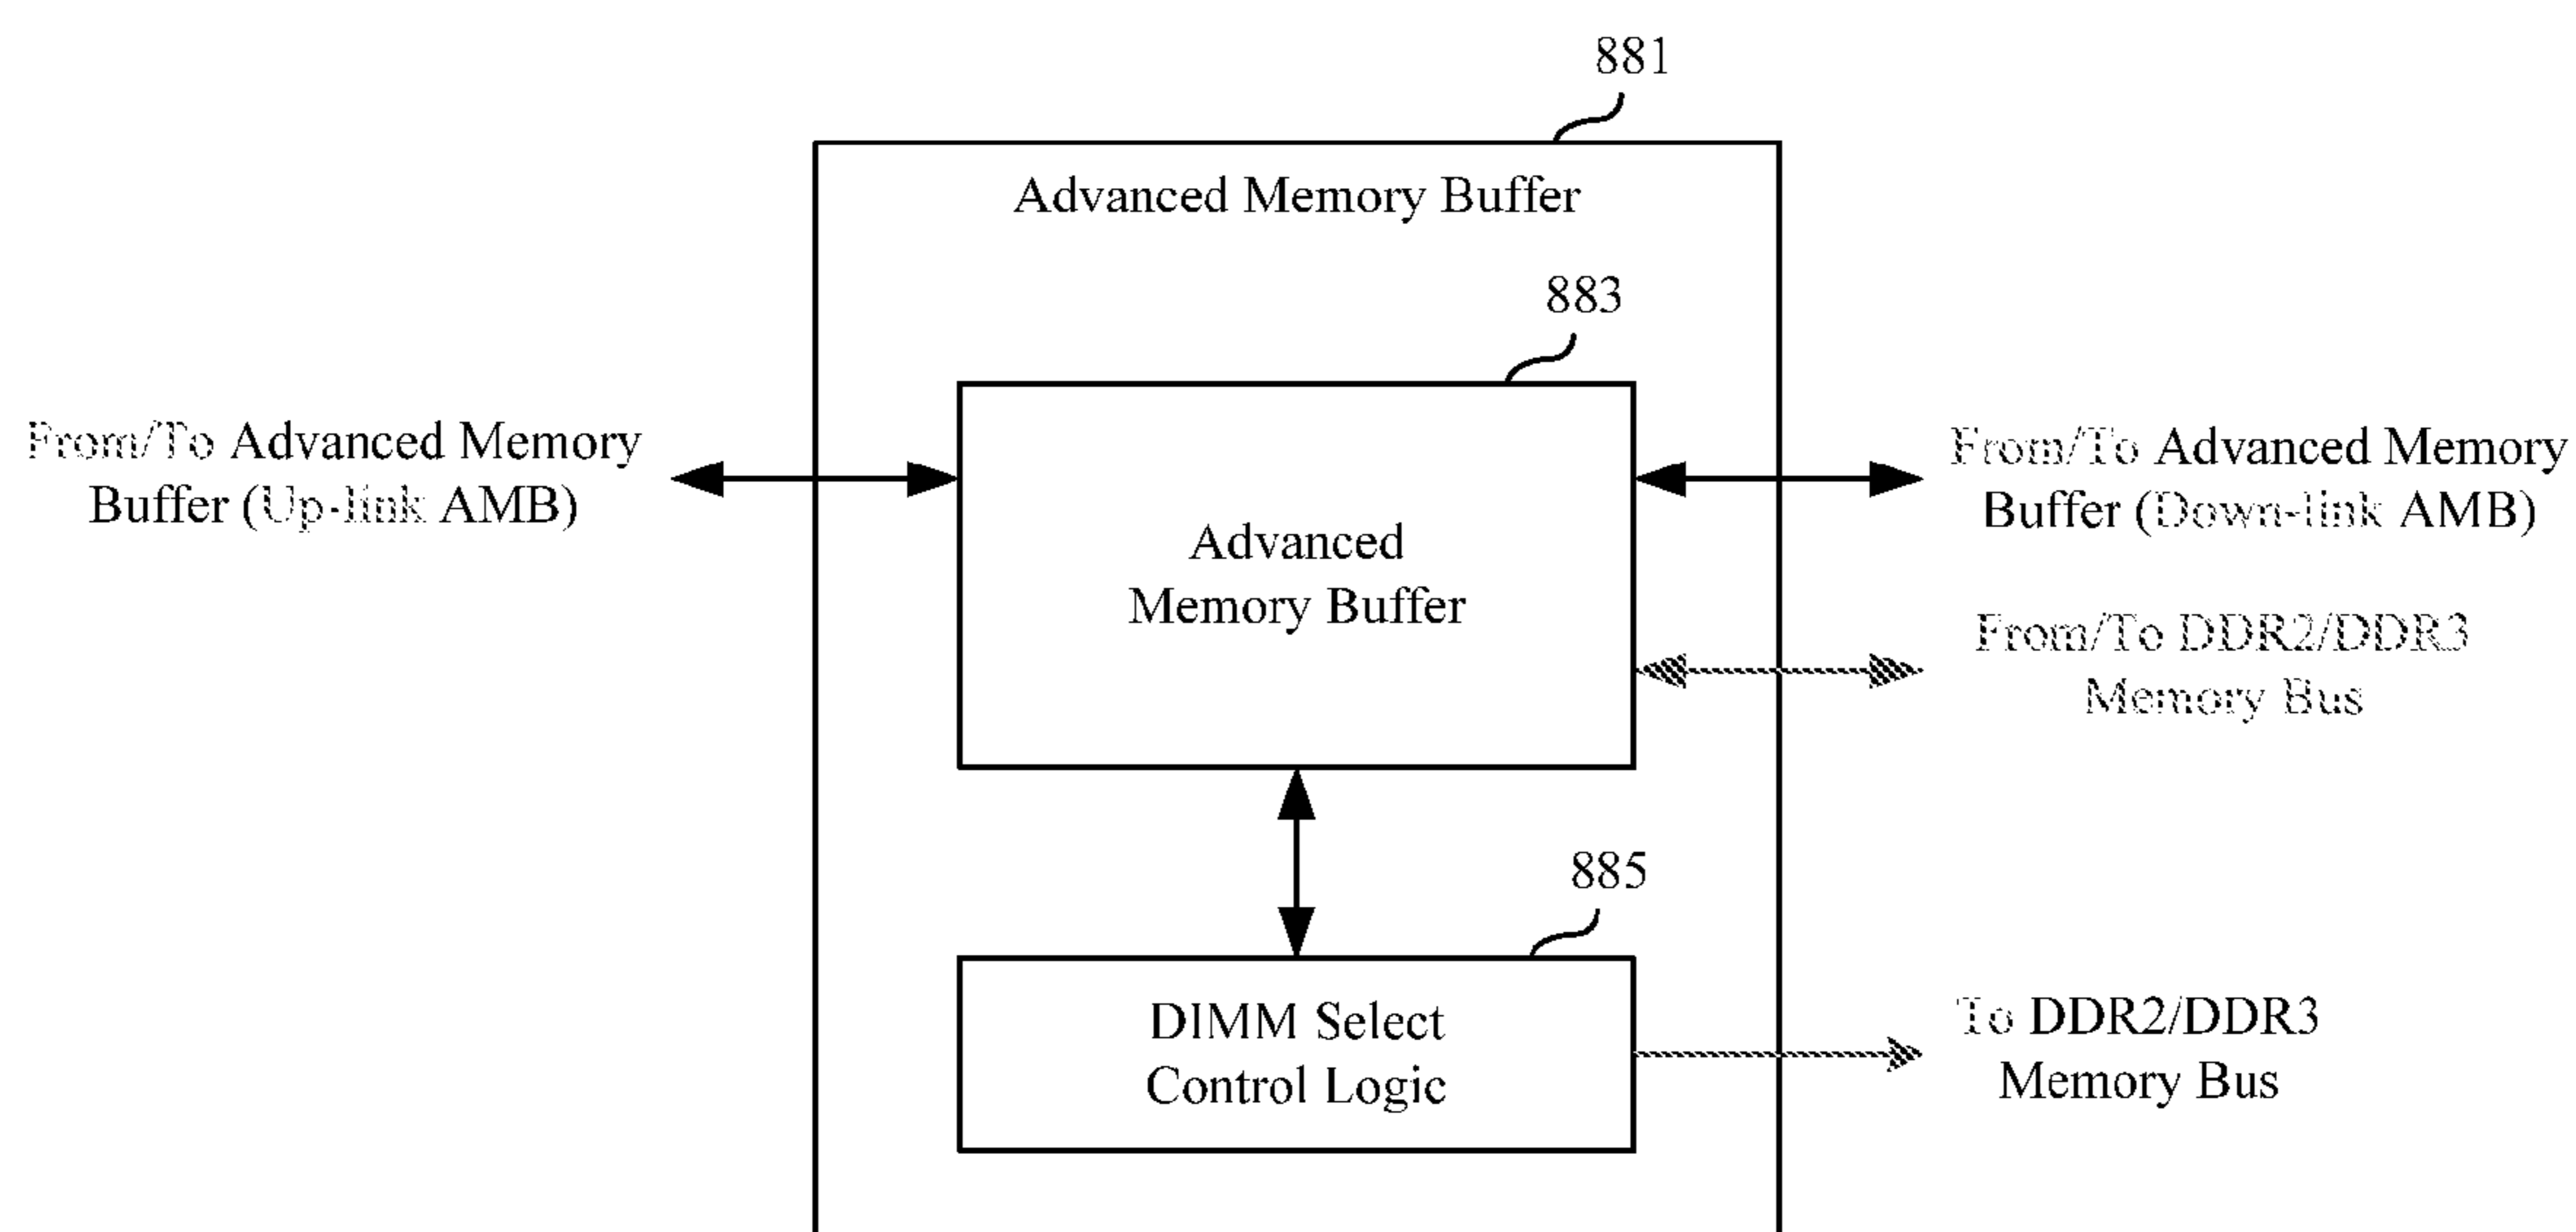 881
Advanced Memory Buffer
883
From/To Advanced Memory
Buffer (Up-link AMB)
Advanced
Memory Buffer
From/To Advanced Memory
Buffer (Down-link AMB)
From/To DDR2/DDR3
Memory Bus
885
DIMM Select
Control Logic
To DDR2/DDR3
Memory Bus